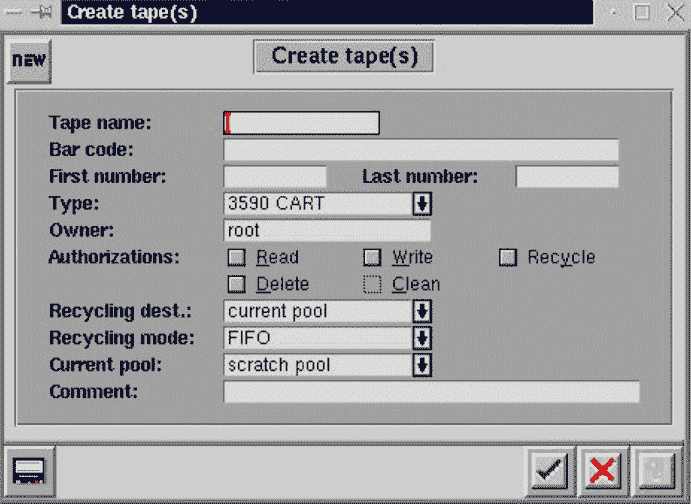 Create tape(s)
NEW
Create tape(s)
Tape name:
Bar code:
First number: Last number:
Type: 3590 CART
Owner: root
Authorizations: Read Write Recycle
Delete Clean
Recycling dest.: current pool
Recycling mode: FIFO
Current pool: scratch pool
Comment: